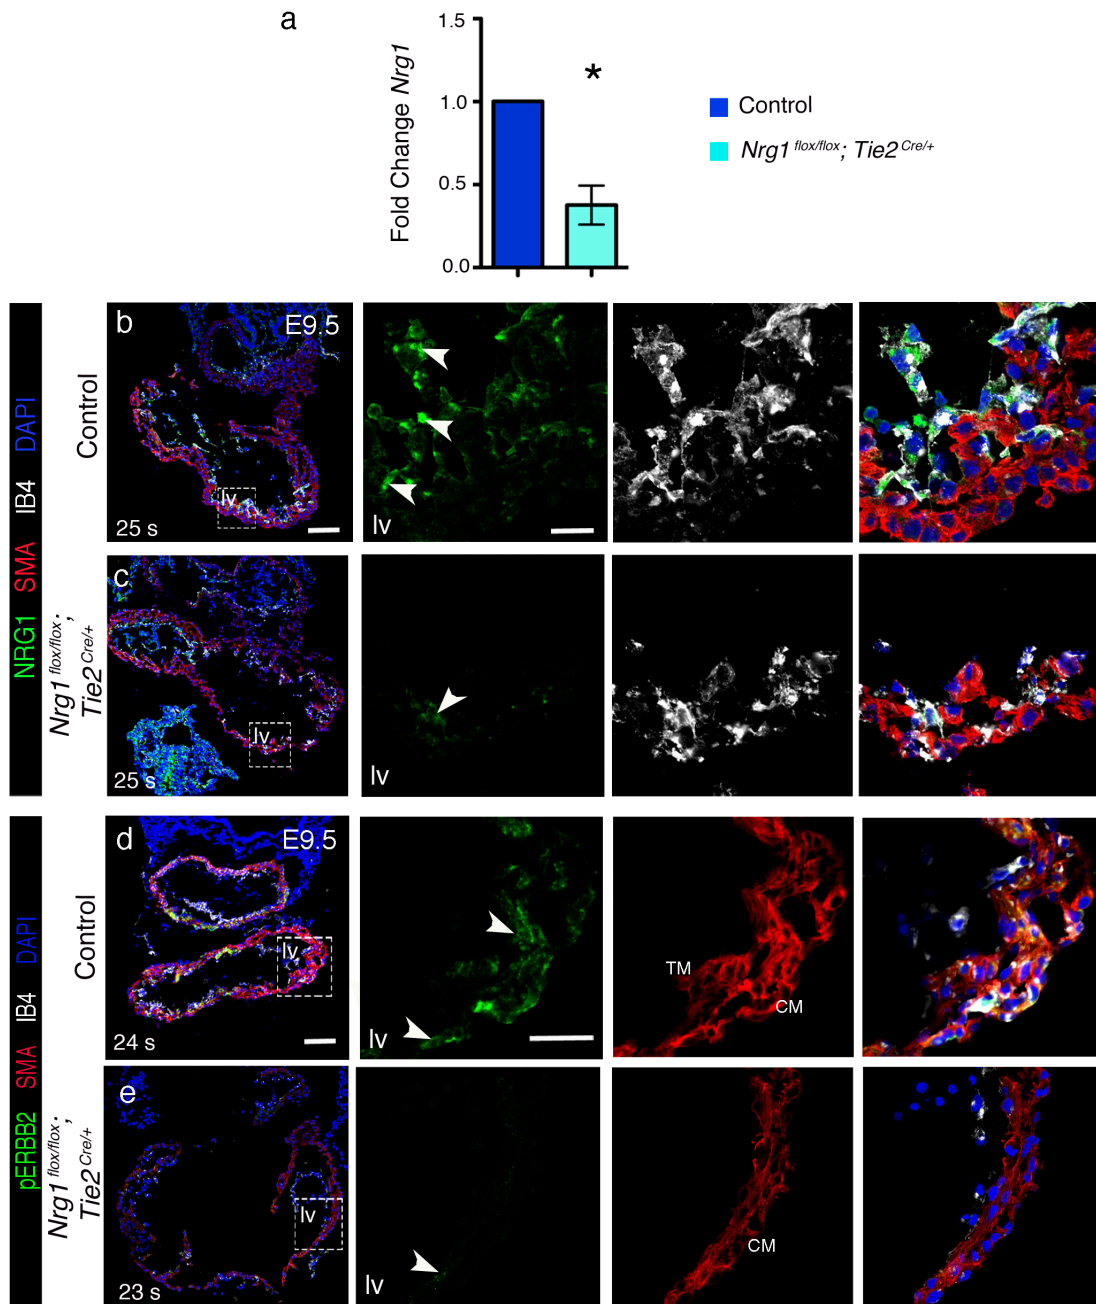 a
1.5
1.0
0.5
0.0
Fold Change Nrg1
*
Control
Nrg1 flox/flox; Tie2 Cre/+
NRG1 SMA IB4 DAPI
Control
b
E9.5
lv
25 s
lv
Nrg1 flox/flox;
Tie2 Cre/+
c
lv
25 s
lv
pERBB2 SMA IB4 DAPI
Control
d
E9.5
lv
24 s
lv
TM
CM
Nrg1 flox/flox;
Tie2 Cre/+
e
lv
23 s
lv
CM